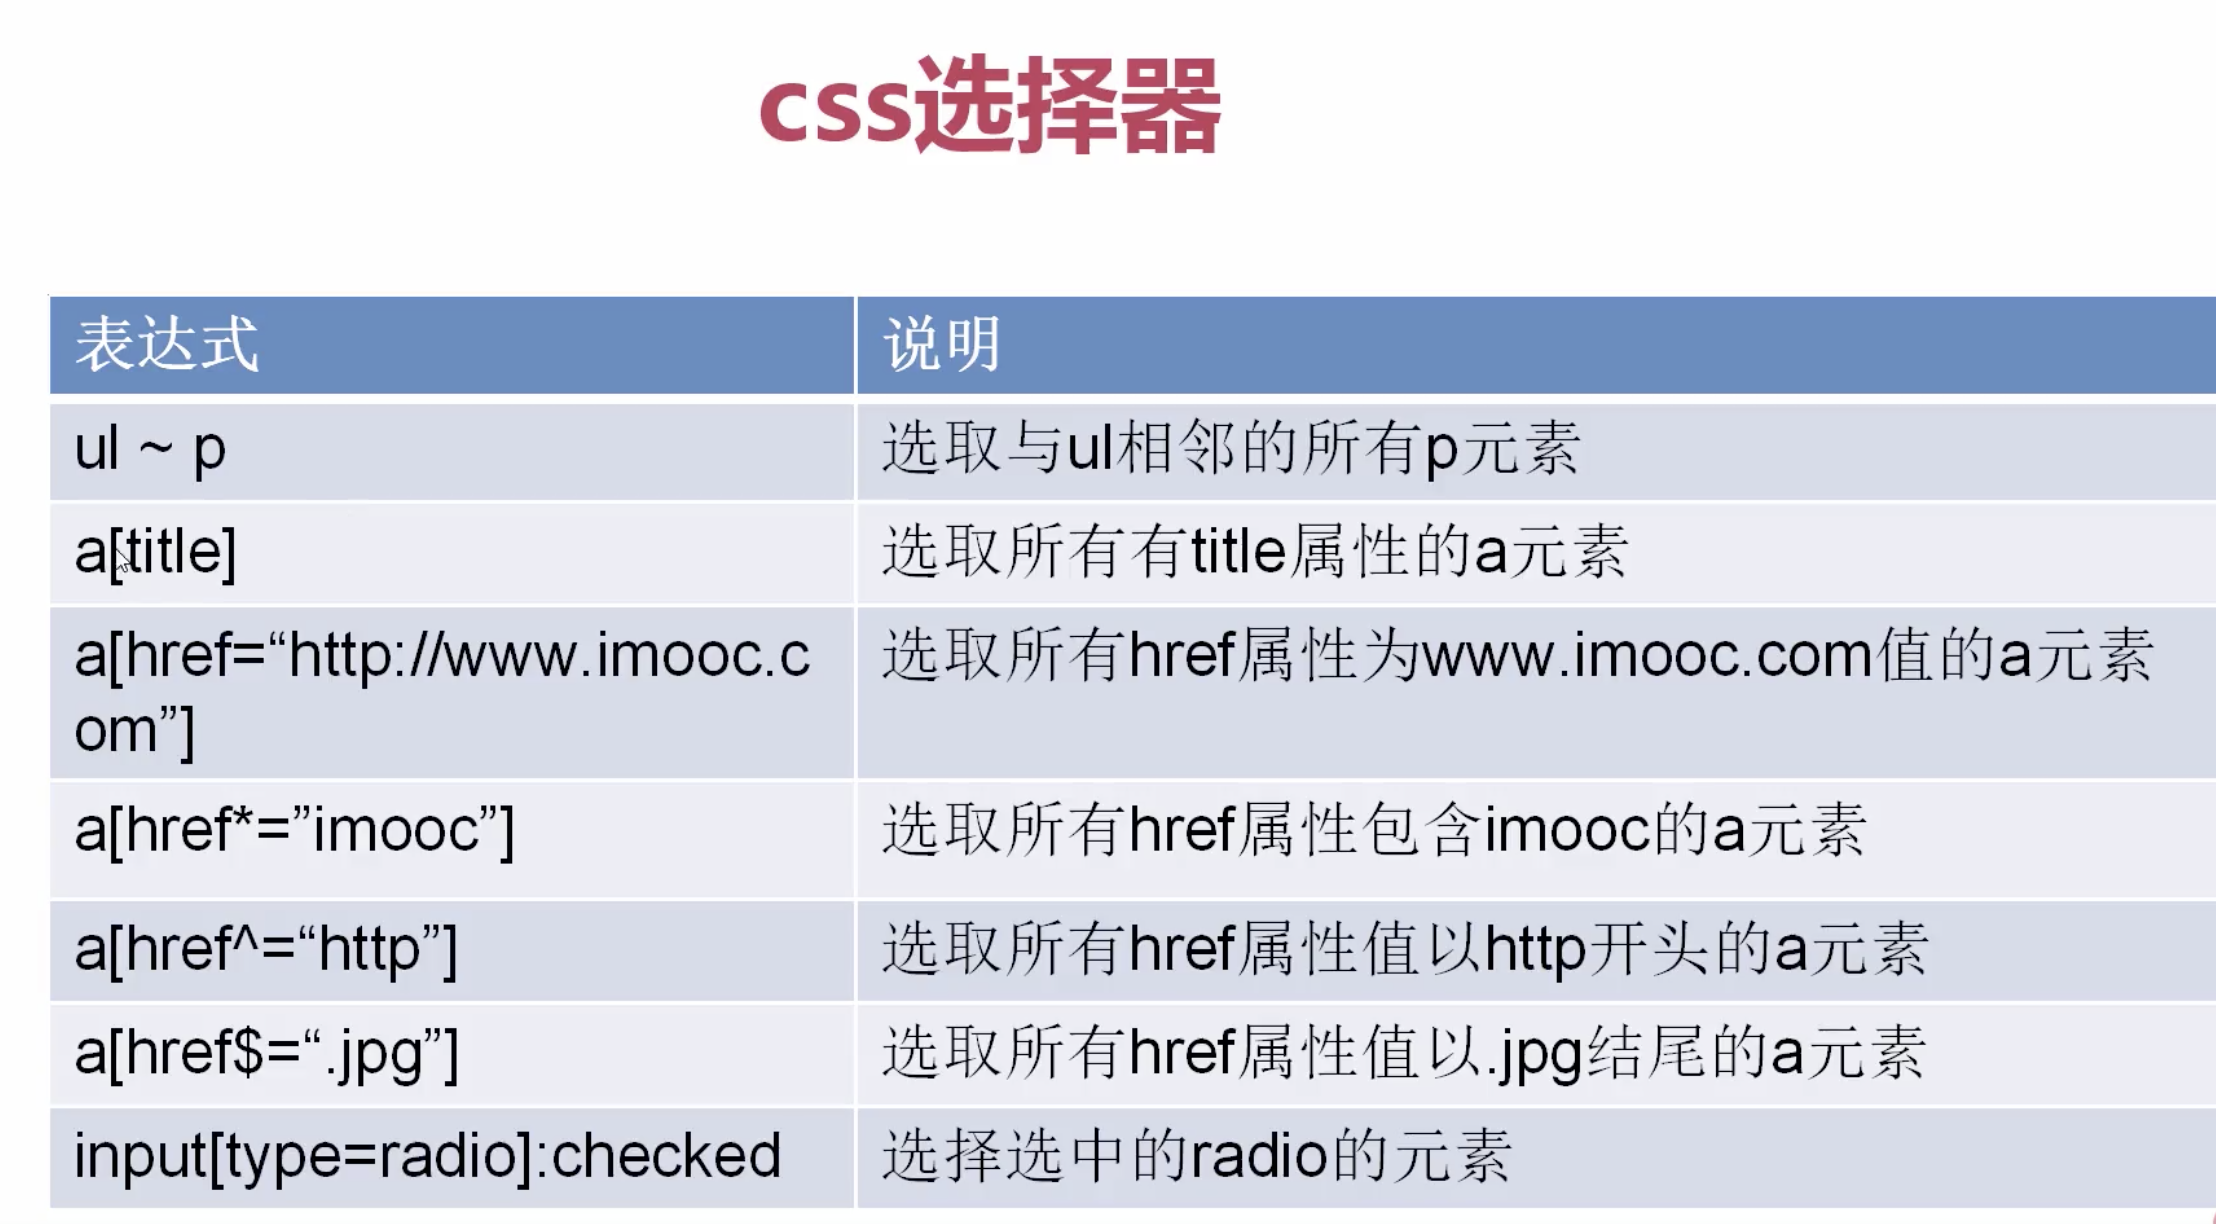 css选择器
表达式 说明
ul ~ p 选取与ul相邻的所有p元素
a[title] 选取所有有title属性的a元素
a[href=“http://www.imooc.c 选取所有href属性为www.imooc.com值的a元素
om”]
a[href*=”imooc”] 选取所有href属性包含imooc的a元素
a[href^=“http”] 选取所有href属性值以http开头的a元素
a[href$=“.jpg”] 选取所有href属性值以.jpg结尾的a元素
input[type=radio]:checked 选择选中的radio的元素